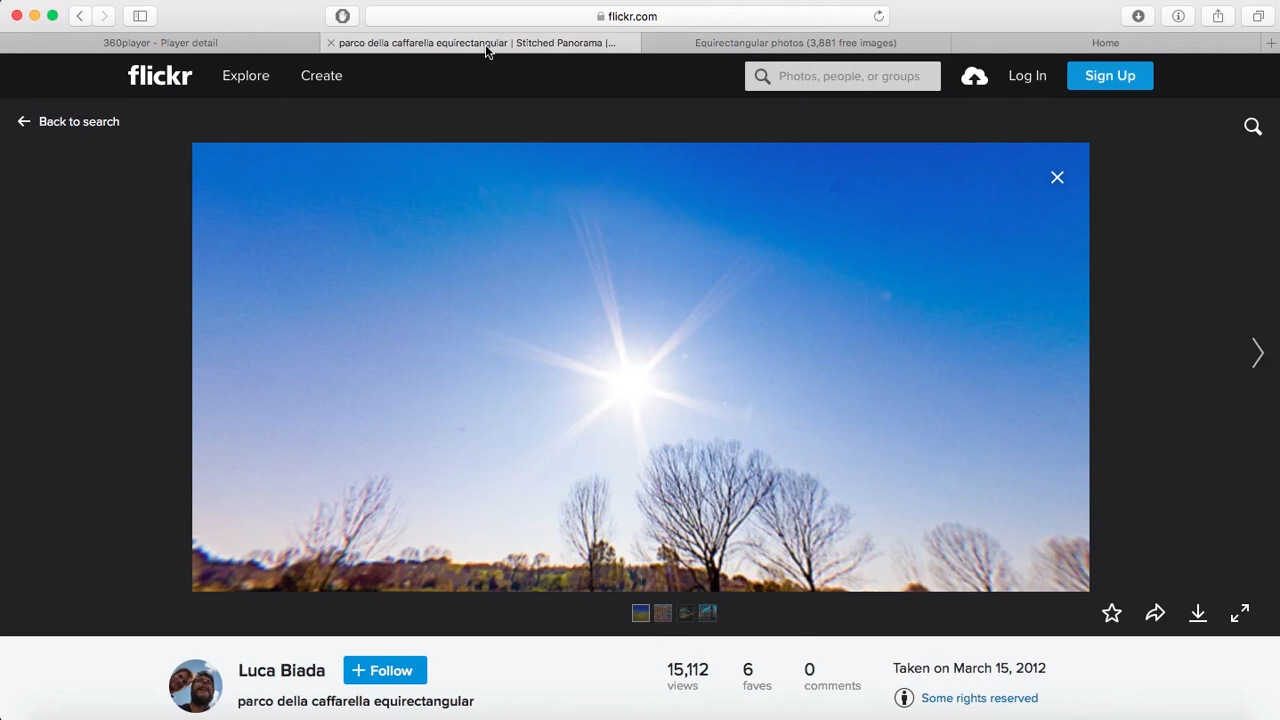 flickr.com
360player - Player detail
parco della caffarella equirectangular | Stitched Panorama |...
Equirectangular photos (3,881 free images)
Home
flickr
Explore
Create
Photos, people, or groups
Log In
Sign Up
Back to search
Luca Biada
+ Follow
parco della caffarella equirectangular
15,112
views
6
faves
0
comments
Taken on March 15, 2012
Some rights reserved